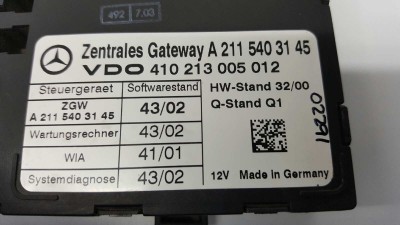 492 7.03
Zentrales Gateway A 211 540 31 45
VDO 410 213 005 012
Steuergeraet Softwarestand HW-Stand 32/00
ZGW
A 211 540 31 45 43/02 Q-Stand Q1
Wartungsrechner 43/02
WIA 41/01
Systemdiagnose 43/02 12V Made in Germany
02291